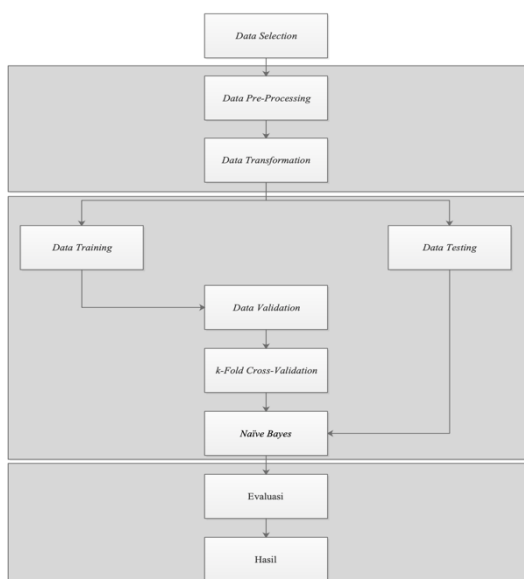 Data Selection
Data Pre-Processing
Data Transformation
Data Training
Data Testing
Data Validation
k-Fold Cross-Validation
Naïve Bayes
Evaluasi
Hasil